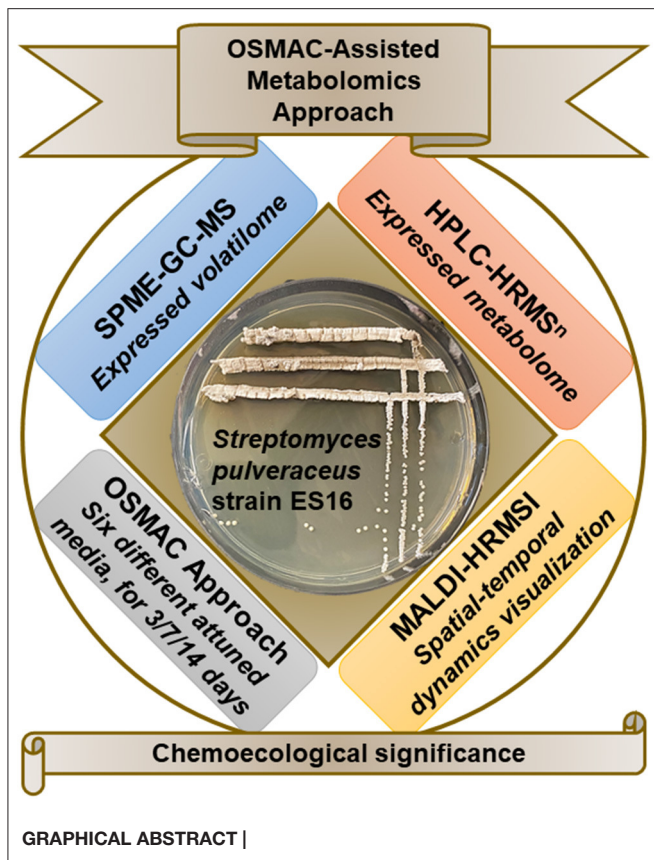 OSMAC-Assisted
Metabolomics
Approach
SPME-GC-MS
Expressed volatilome
HPLC-HRMSⁿ
Expressed metabolome
Streptomyces
pulveraceus
strain ES16
OSMAC Approach
Six different attuned
media, for 3/7/14 days
MALDI-HRMSI
Spatial-temporal
dynamics visualization
Chemoecological significance
GRAPHICAL ABSTRACT |